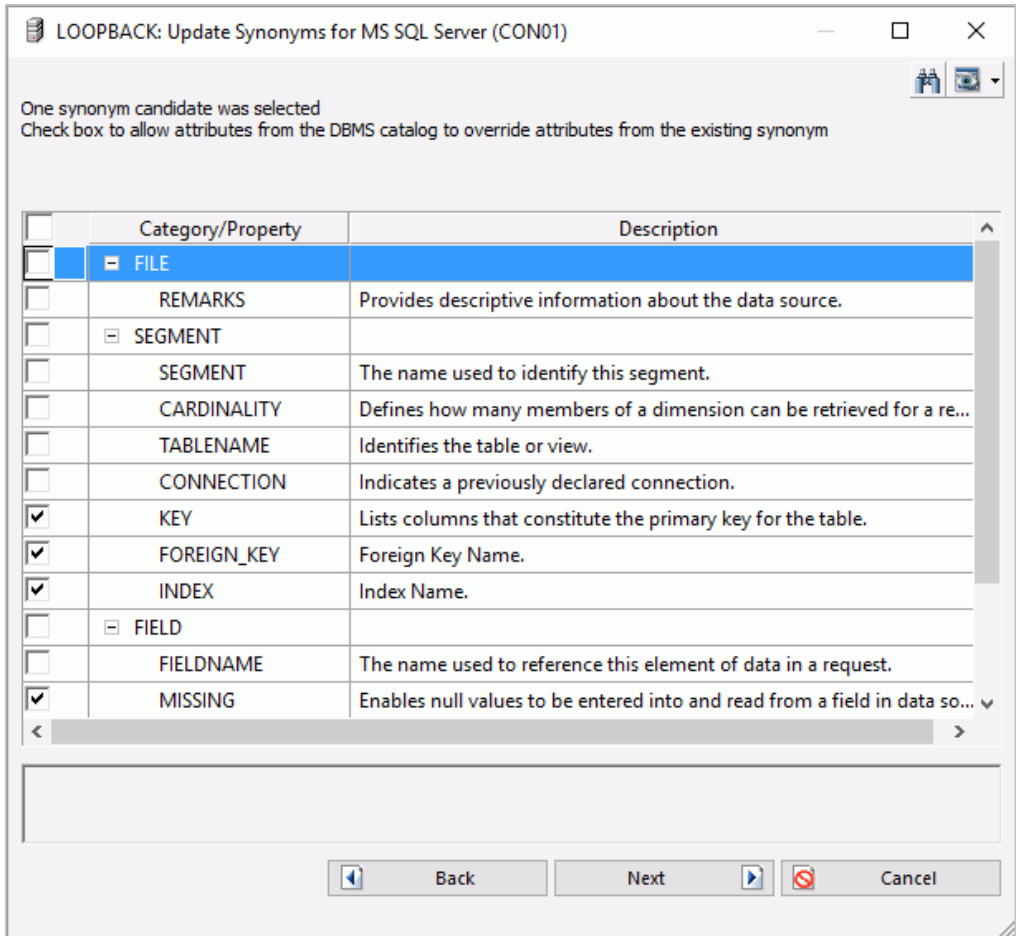 LOOPBACK: Update Synonyms for MS SQL Server (CON01)
One synonym candidate was selected
Check box to allow attributes from the DBMS catalog to override attributes from the existing synonym
Category/Property Description
FILE
REMARKS Provides descriptive information about the data source.
SEGMENT
SEGMENT The name used to identify this segment.
CARDINALITY Defines how many members of a dimension can be retrieved for a re...
TABLENAME Identifies the table or view.
CONNECTION Indicates a previously declared connection.
KEY Lists columns that constitute the primary key for the table.
FOREIGN_KEY Foreign Key Name.
INDEX Index Name.
FIELD
FIELDNAME The name used to reference this element of data in a request.
MISSING Enables null values to be entered into and read from a field in data so...
Back Next Cancel